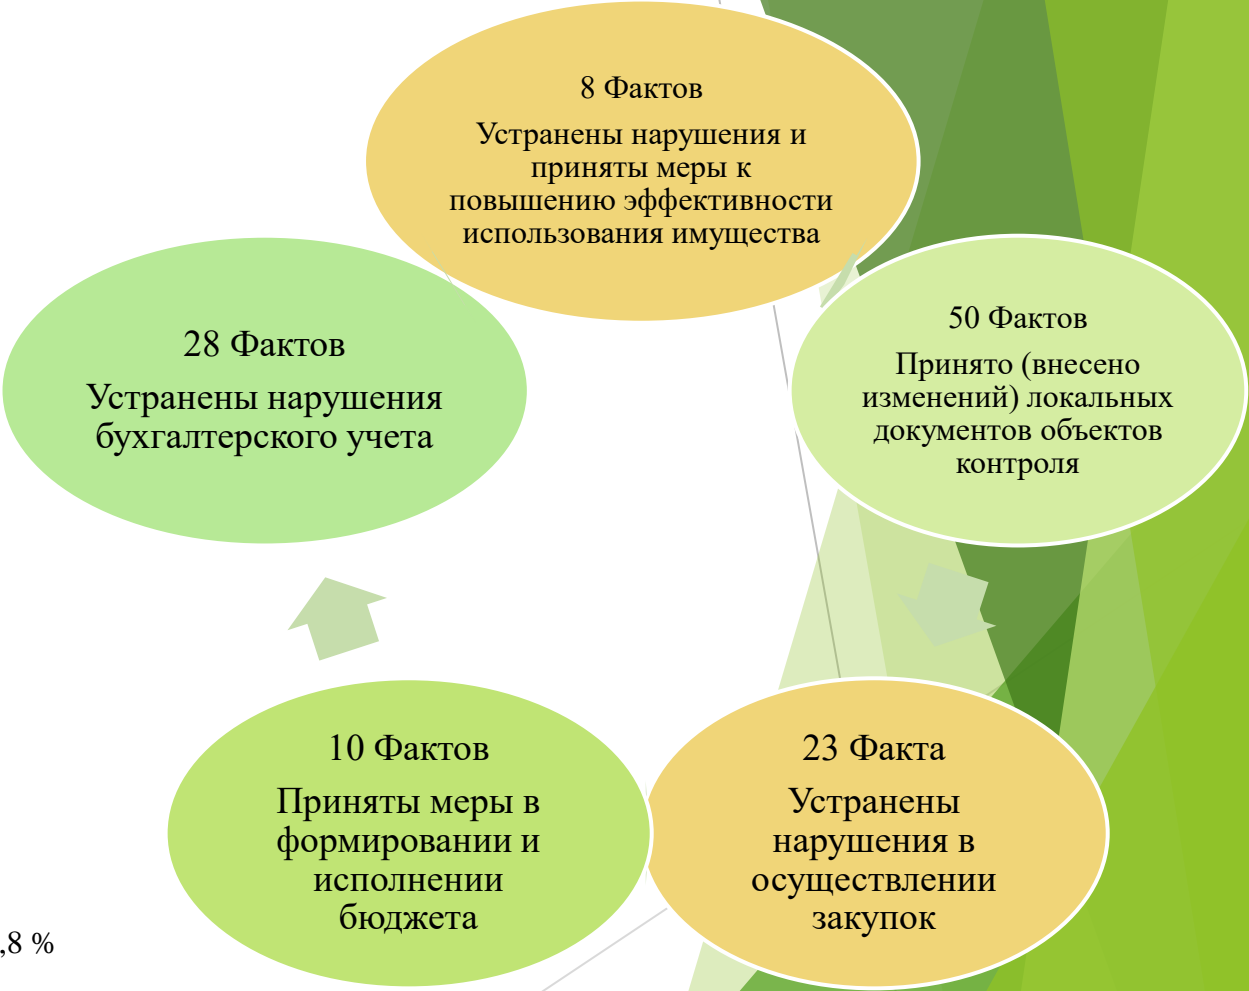 8 Фактов
Устранены нарушения и
приняты меры к
повышению эффективности
использования имущества
50 Фактов
Принято (внесено
изменений) локальных
документов объектов
контроля
23 Факта
Устранены
нарушения в
осуществлении
закупок
10 Фактов
Приняты меры в
формировании и
исполнении
бюджета
28 Фактов
Устранены нарушения
бухгалтерского учета
,8 %